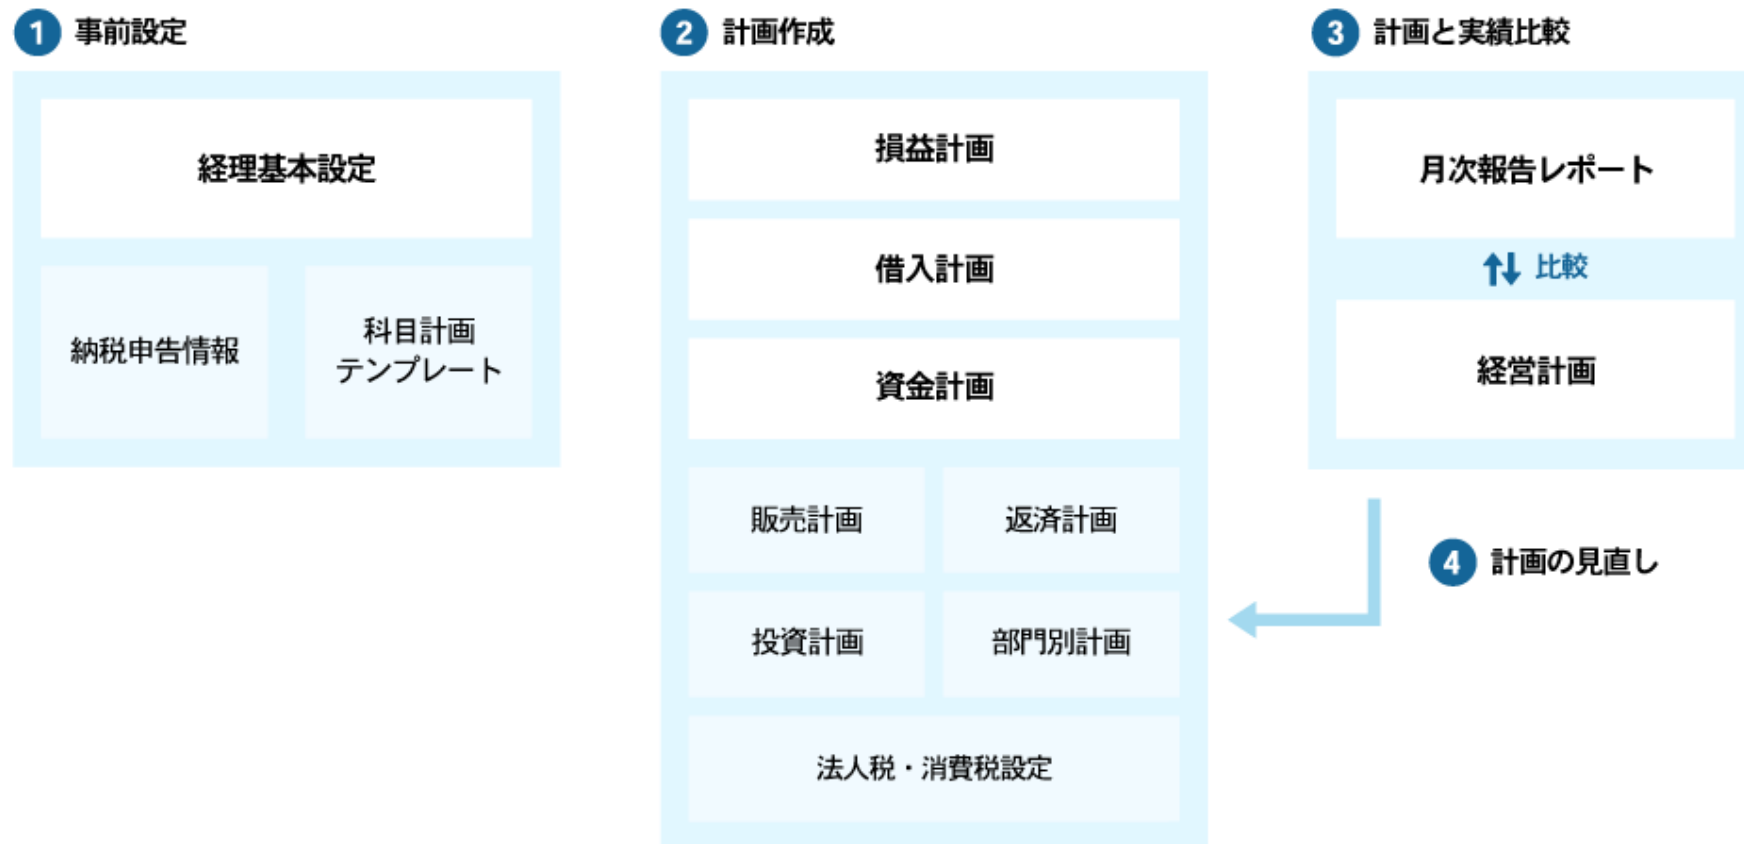 1 事前設定
経理基本設定
納税申告情報
科目計画
テンプレート
2 計画作成
損益計画
借入計画
資金計画
販売計画
返済計画
投資計画
部門別計画
法人税・消費税設定
3 計画と実績比較
月次報告レポート
比較
経営計画
4 計画の見直し